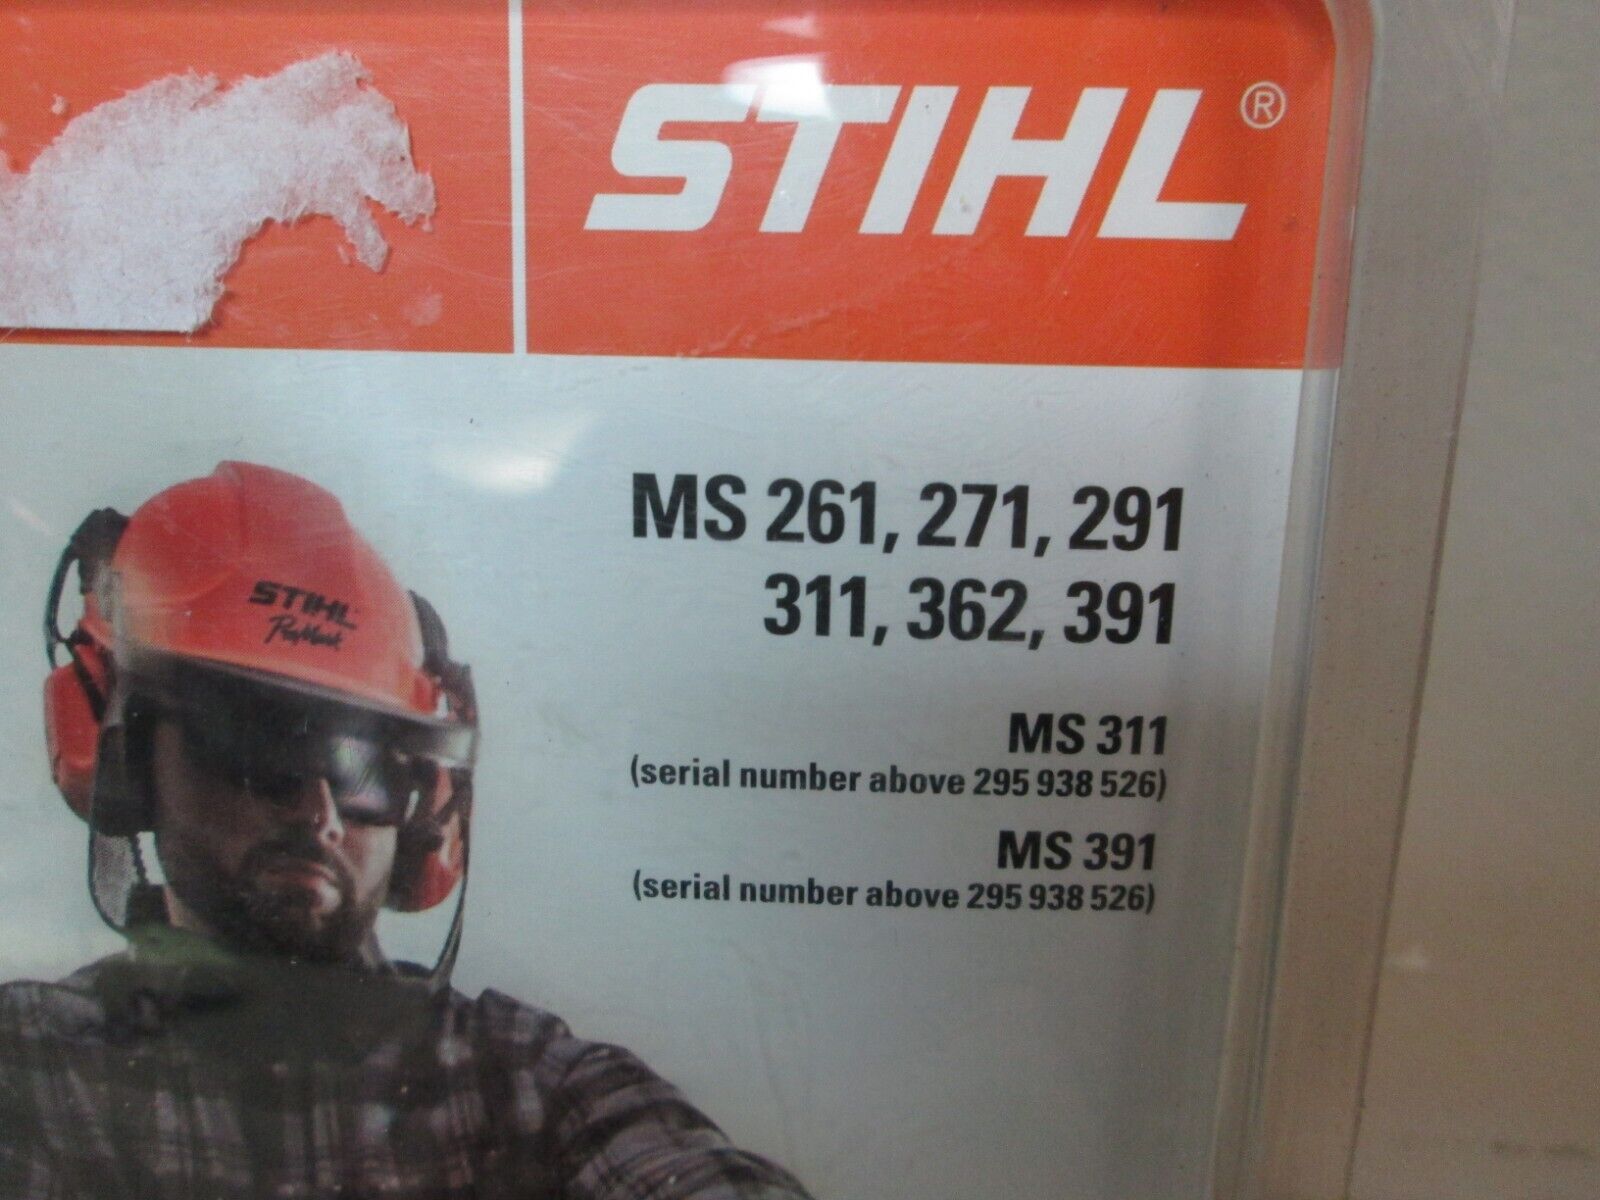 STIHL®
MS 261, 271, 291
311, 362, 391
STIHL
ProMark
MS 311
(serial number above 295 938 526)
MS 391
(serial number above 295 938 526)